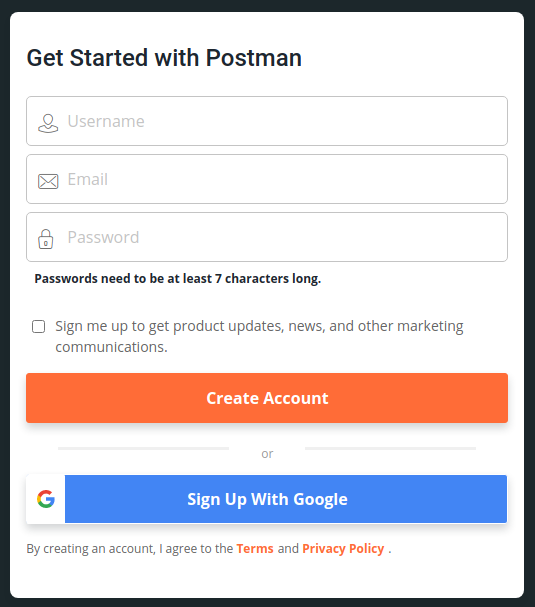 Get Started with Postman
Username
Email
Password
Passwords need to be at least 7 characters long.
Sign me up to get product updates, news, and other marketing
communications.
Create Account
or
Sign Up With Google
By creating an account, I agree to the Terms and Privacy Policy .